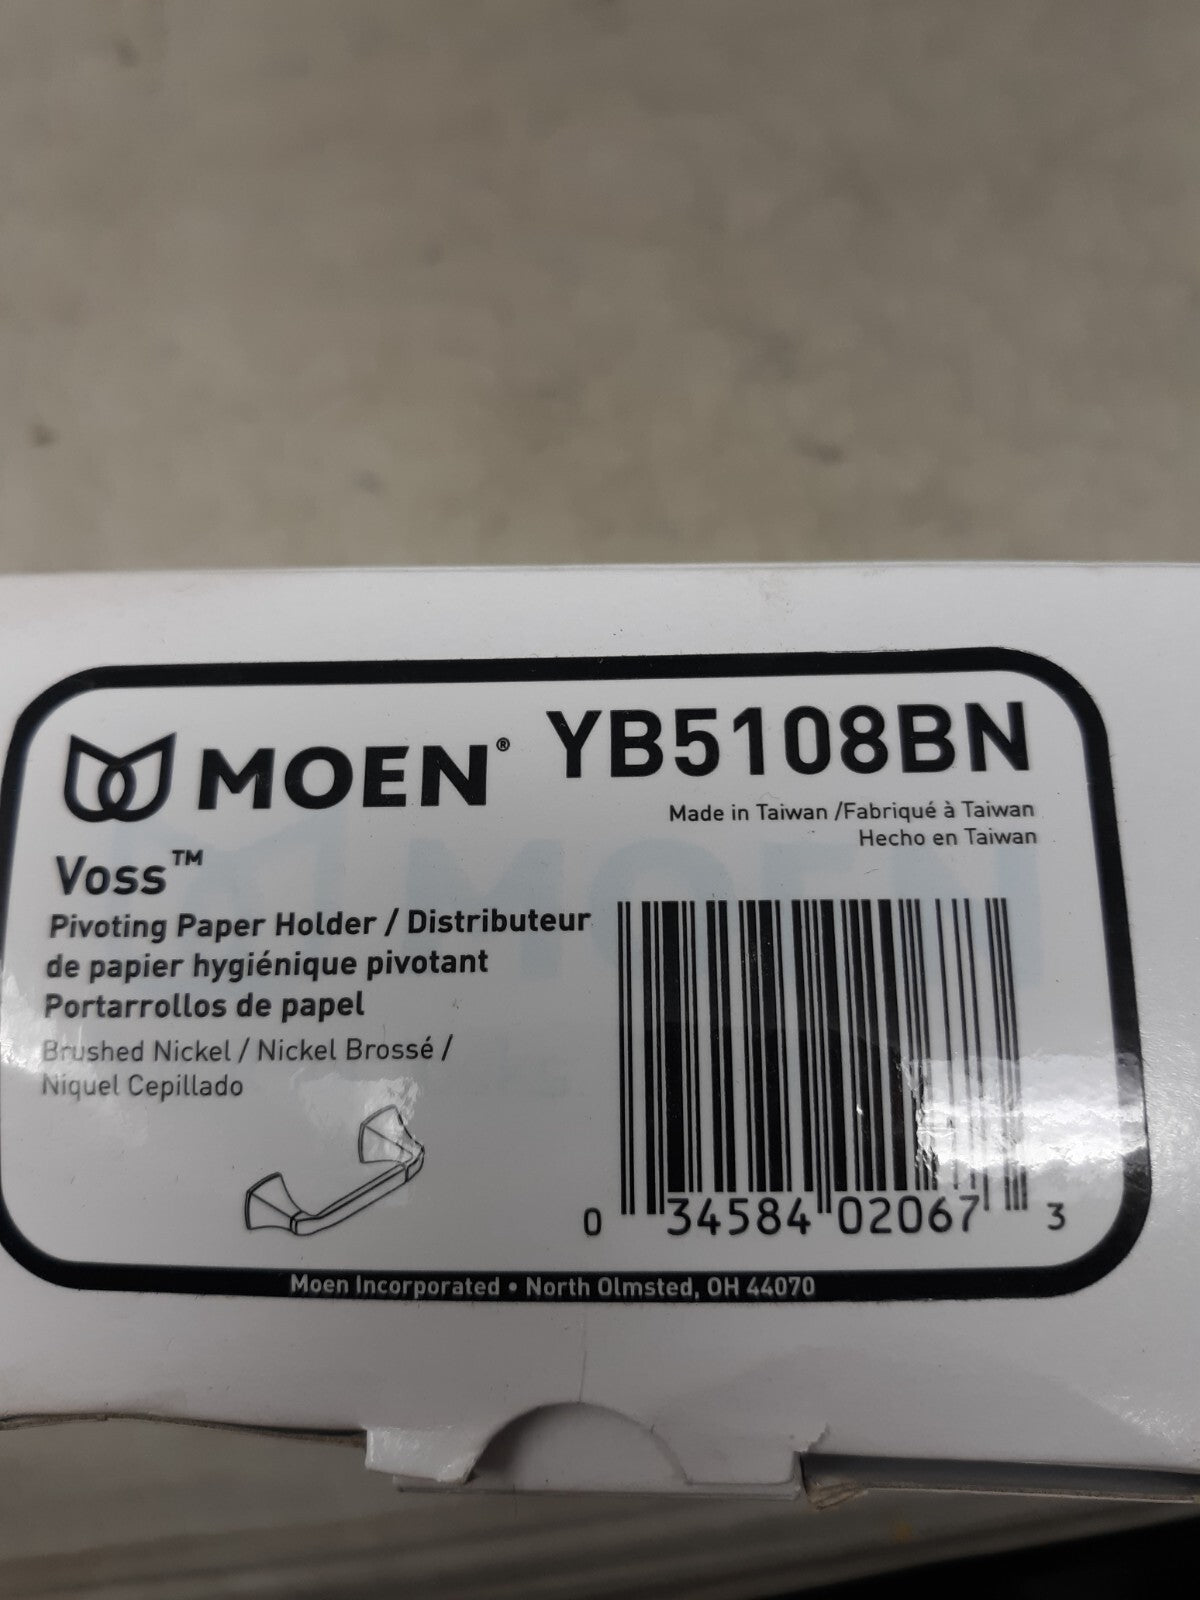 MOEN® YB5108BN
Made in Taiwan /Fabriqué à Taiwan
Hecho en Taiwan
Voss™
Pivoting Paper Holder / Distributeur
de papier hygiénique pivotant
Portarrollos de papel
Brushed Nickel / Nickel Brossé /
Niquel Cepillado
0 34584 02067 3
Moen Incorporated • North Olmsted, OH 44070